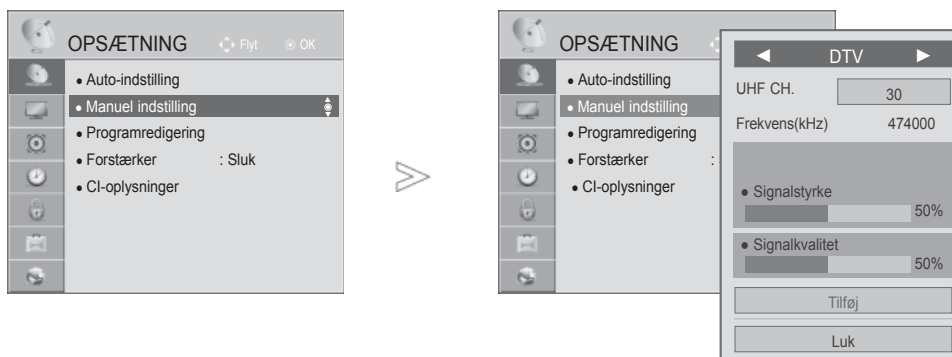 OPSÆTNING Flyt OK
• Auto-indstilling
• Manuel indstilling
• Programredigering
• Forstærker : Sluk
• CI-oplysninger
OPSÆTNING
• Auto-indstilling
• Manuel indstilling
• Programredigering
• Forstærker :
• CI-oplysninger
◄ DTV ►
UHF CH. 30
Frekvens(kHz) 474000
• Signalstyrke
50%
• Signalkvalitet
50%
Tilføj
Luk